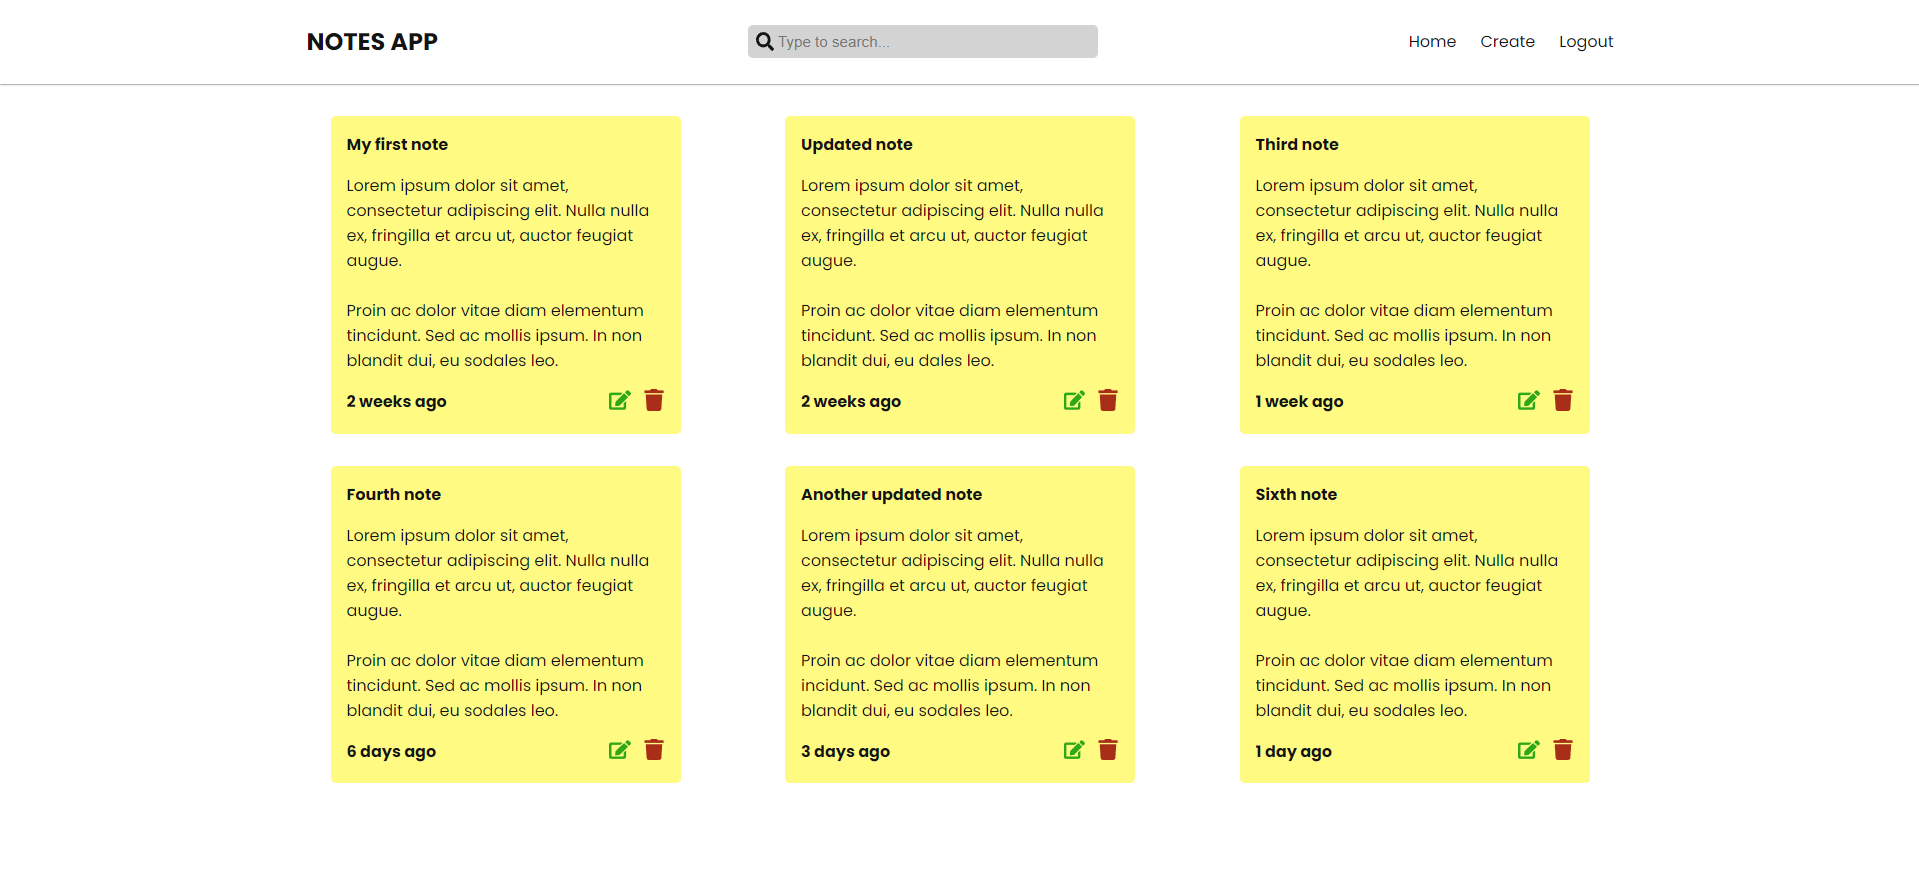 NOTES APP
Type to search...
Home
Create
Logout
My first note
Lorem ipsum dolor sit amet,
consectetur adipiscing elit. Nulla nulla
ex, fringilla et arcu ut, auctor feugiat
augue.
Proin ac dolor vitae diam elementum
tincidunt. Sed ac mollis ipsum. In non
blandit dui, eu sodales leo.
2 weeks ago
Updated note
Lorem ipsum dolor sit amet,
consectetur adipiscing elit. Nulla nulla
ex, fringilla et arcu ut, auctor feugiat
augue.
Proin ac dolor vitae diam elementum
tincidunt. Sed ac mollis ipsum. In non
blandit dui, eu dales leo.
2 weeks ago
Third note
Lorem ipsum dolor sit amet,
consectetur adipiscing elit. Nulla nulla
ex, fringilla et arcu ut, auctor feugiat
augue.
Proin ac dolor vitae diam elementum
tincidunt. Sed ac mollis ipsum. In non
blandit dui, eu sodales leo.
1 week ago
Fourth note
Lorem ipsum dolor sit amet,
consectetur adipiscing elit. Nulla nulla
ex, fringilla et arcu ut, auctor feugiat
augue.
Proin ac dolor vitae diam elementum
tincidunt. Sed ac mollis ipsum. In non
blandit dui, eu sodales leo.
6 days ago
Another updated note
Lorem ipsum dolor sit amet,
consectetur adipiscing elit. Nulla nulla
ex, fringilla et arcu ut, auctor feugiat
augue.
Proin ac dolor vitae diam elementum
incidunt. Sed ac mollis ipsum. In non
blandit dui, eu sodales leo.
3 days ago
Sixth note
Lorem ipsum dolor sit amet,
consectetur adipiscing elit. Nulla nulla
ex, fringilla et arcu ut, auctor feugiat
augue.
Proin ac dolor vitae diam elementum
tincidunt. Sed ac mollis ipsum. In non
blandit dui, eu sodales leo.
1 day ago